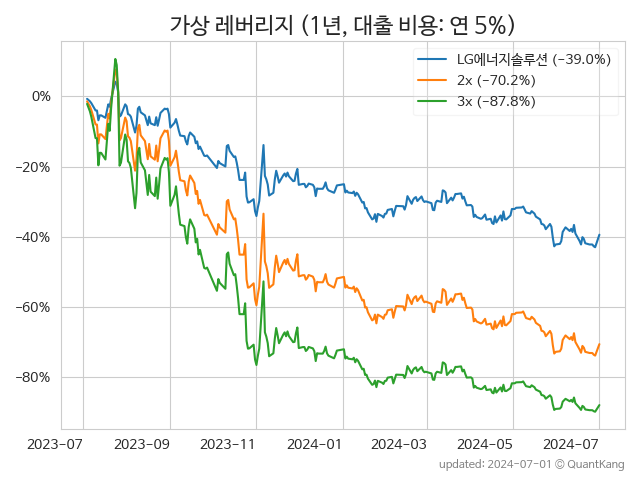 가상 레버리지 (1년, 대출 비용: 연 5%)
LG에너지솔루션 (−39.0%)
2x (−70.2%)
3x (−87.8%)
0%
−20%
−40%
−60%
−80%
2023-07 2023-09 2023-11 2024-01 2024-03 2024-05 2024-07
updated: 2024-07-01 © QuantKang